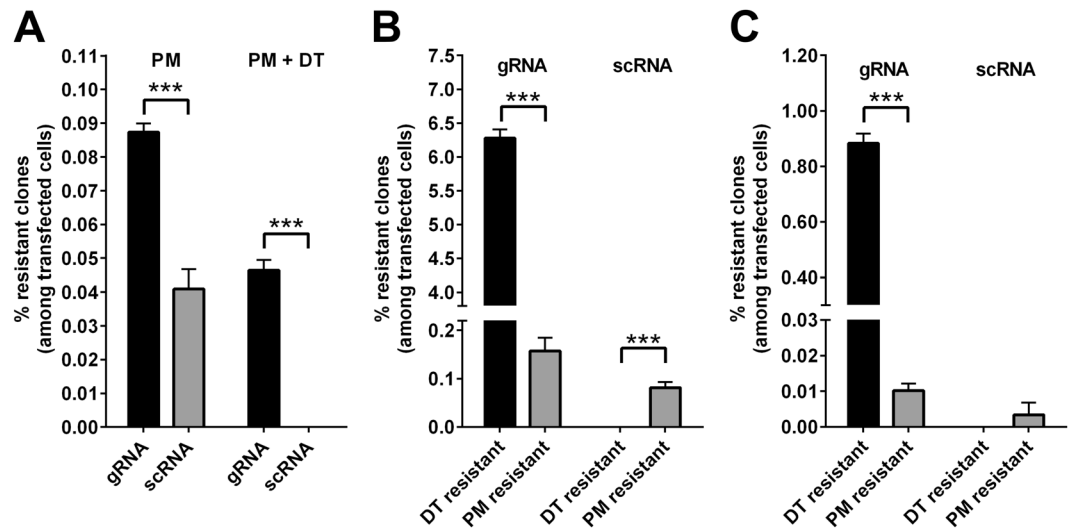 A
% resistant clones
(among transfected cells)
0.11
0.10
0.09
0.08
0.07
0.06
0.05
0.04
0.03
0.02
0.01
0.00
PM
PM + DT
***
***
gRNA
scRNA
gRNA
scRNA
B
% resistant clones
(among transfected cells)
7.5
7.0
6.5
6.0
5.5
5.0
4.5
4.0
0.2
0.1
0.0
gRNA
scRNA
***
***
DT resistant
PM resistant
DT resistant
PM resistant
C
% resistant clones
(among transfected cells)
1.20
1.00
0.80
0.60
0.40
0.03
0.02
0.01
0.00
gRNA
scRNA
***
DT resistant
PM resistant
DT resistant
PM resistant